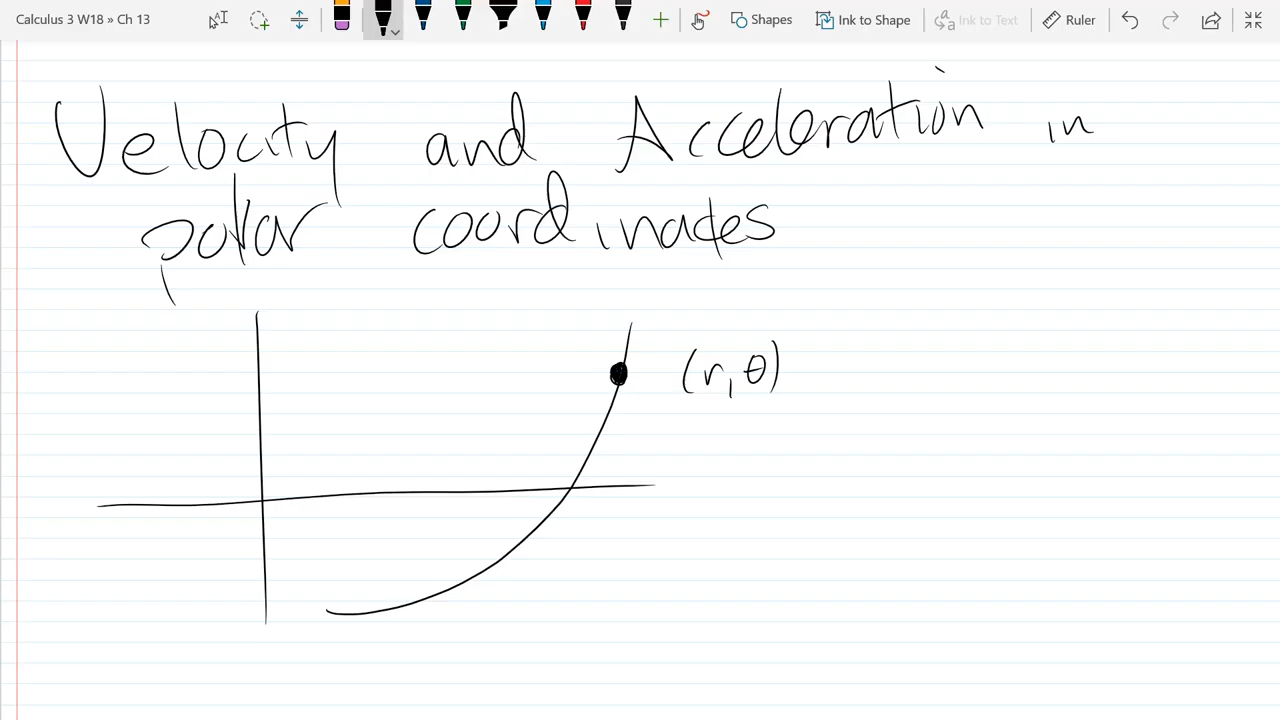 Calculus 3 W18 » Ch 13
Shapes
Ink to Shape
Ink to Text
Ruler
Velocity and Acceleration in
polar coordinates
(r, θ)